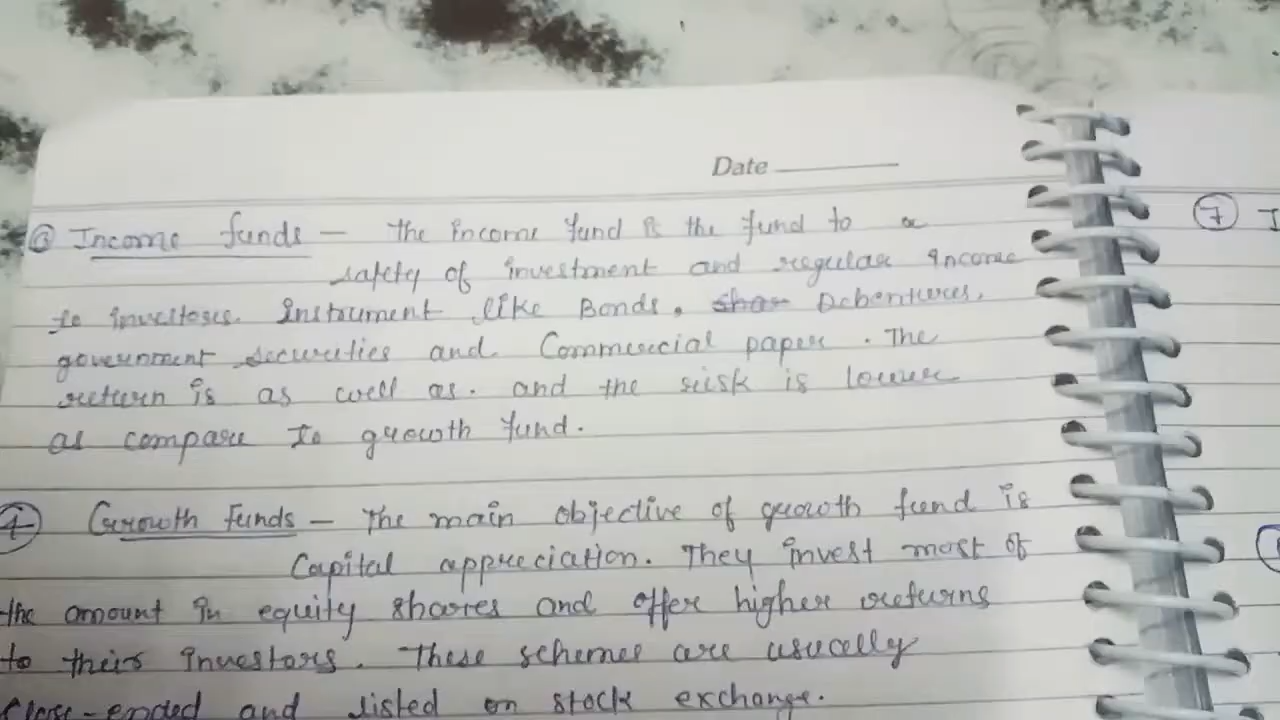 Date
③ Income funds – the income fund is the fund to a
safety of investment and regular income
to investors. Instrument like Bonds, Debentures,
government securities and Commercial paper. The
return is as well as. and the risk is lower
as compare to growth fund.
④ Growth Funds – The main objective of growth fund is
Capital appreciation. They invest most of
the amount in equity shares and offer higher returns
to their investors. These schemes are usually
Close-ended and listed on stock exchange.
⑦ I